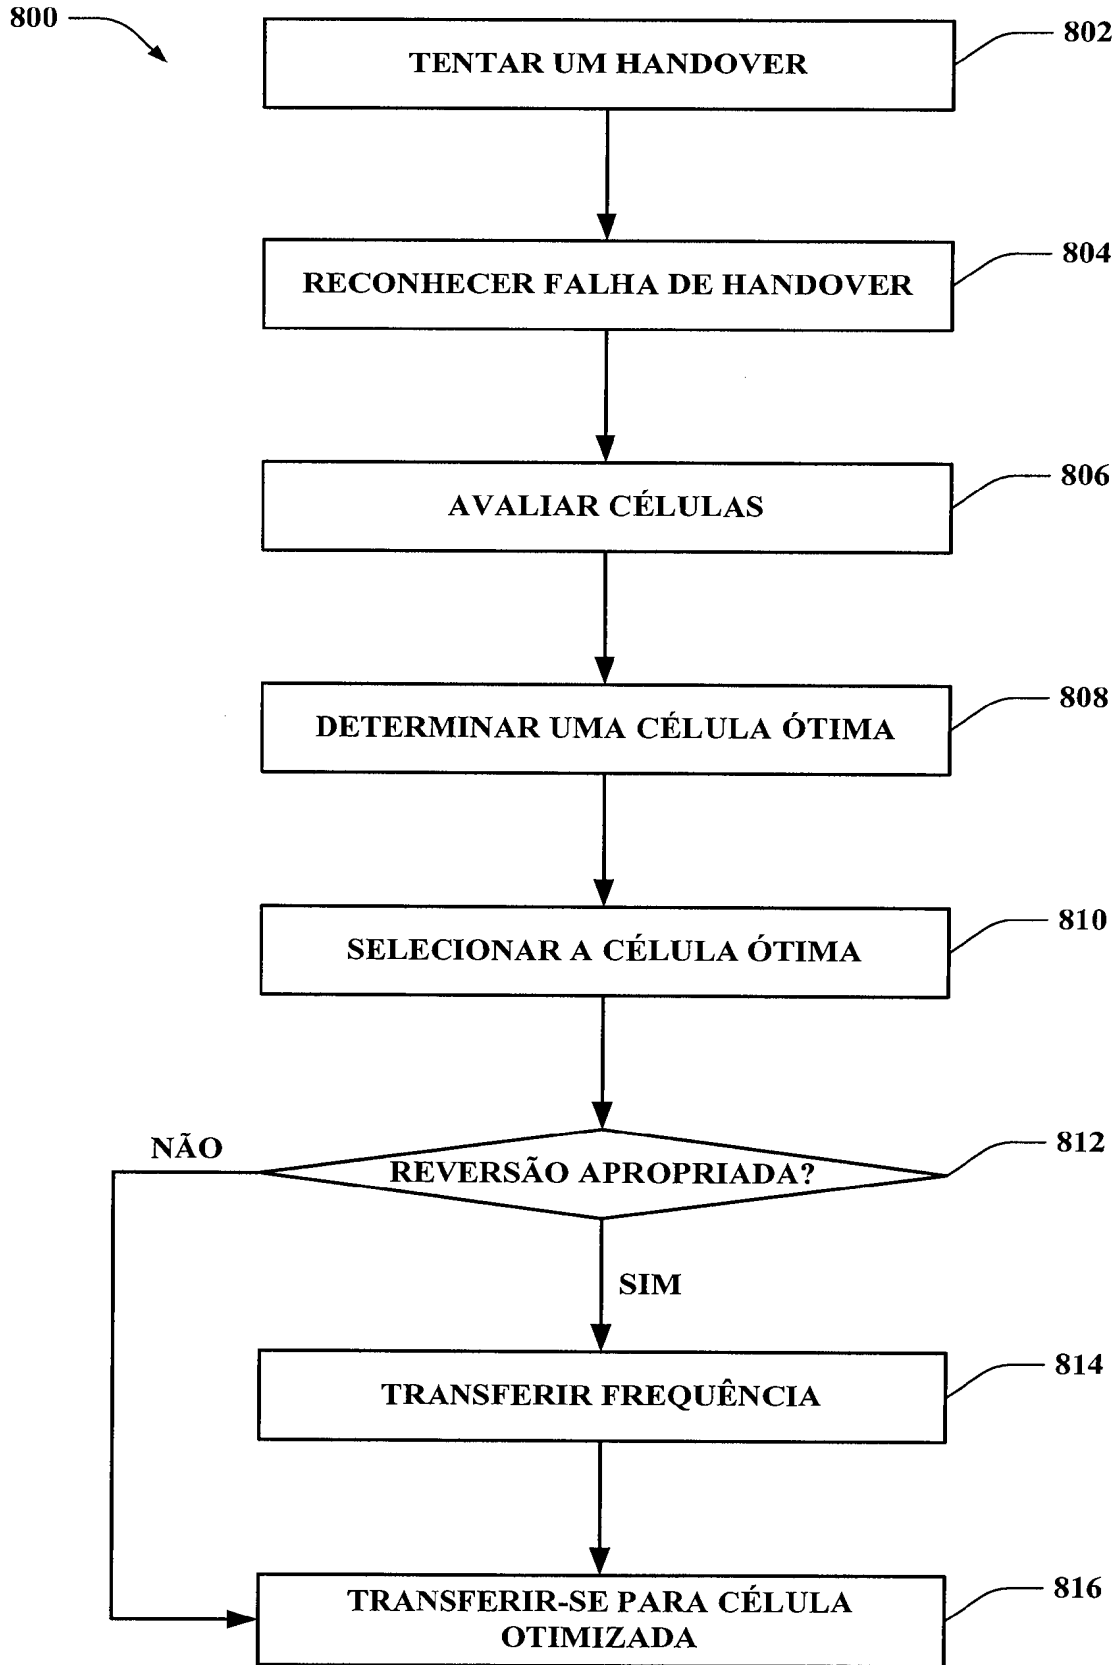 800
802
TENTAR UM HANDOVER
804
RECONHECER FALHA DE HANDOVER
806
AVALIAR CÉLULAS
808
DETERMINAR UMA CÉLULA ÓTIMA
810
SELECIONAR A CÉLULA ÓTIMA
812
NÃO
REVERSÃO APROPRIADA?
SIM
814
TRANSFERIR FREQUÊNCIA
816
TRANSFERIR-SE PARA CÉLULA
OTIMIZADA